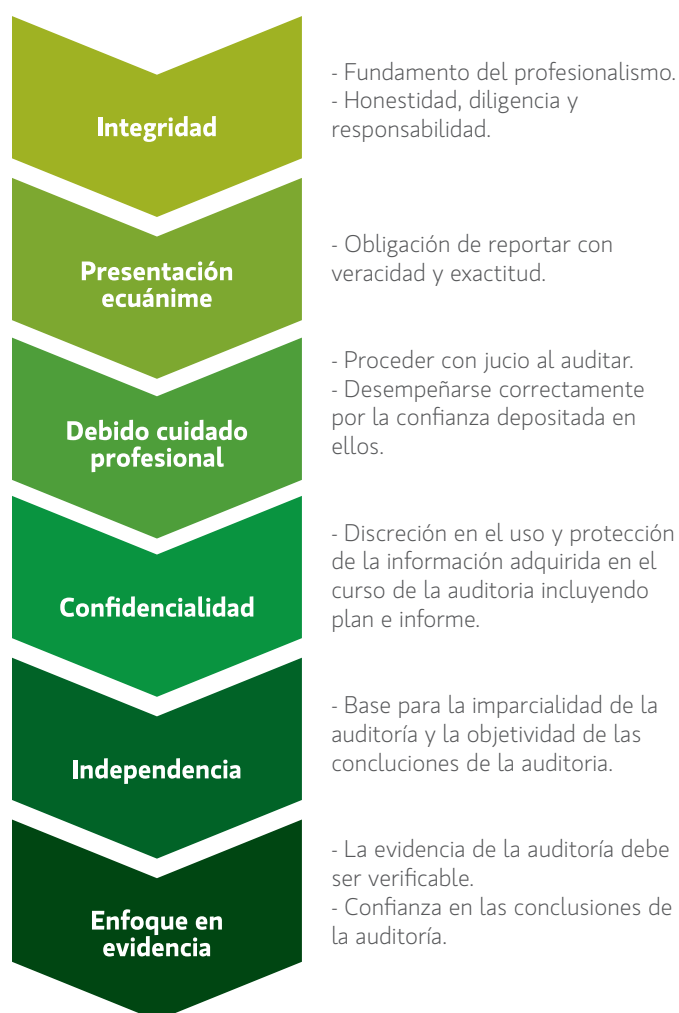 Integridad
- Fundamento del profesionalismo.
- Honestidad, diligencia y
responsabilidad.
Presentación
ecuánime
- Obligación de reportar con
veracidad y exactitud.
Debido cuidado
profesional
- Proceder con jucio al auditar.
- Desempeñarse correctamente
por la confianza depositada en
ellos.
Confidencialidad
- Discreción en el uso y protección
de la información adquirida en el
curso de la auditoria incluyendo
plan e informe.
Independencia
- Base para la imparcialidad de la
auditoría y la objetividad de las
concluciones de la auditoria.
Enfoque en
evidencia
- La evidencia de la auditoría debe
ser verificable.
- Confianza en las conclusiones de
la auditoría.